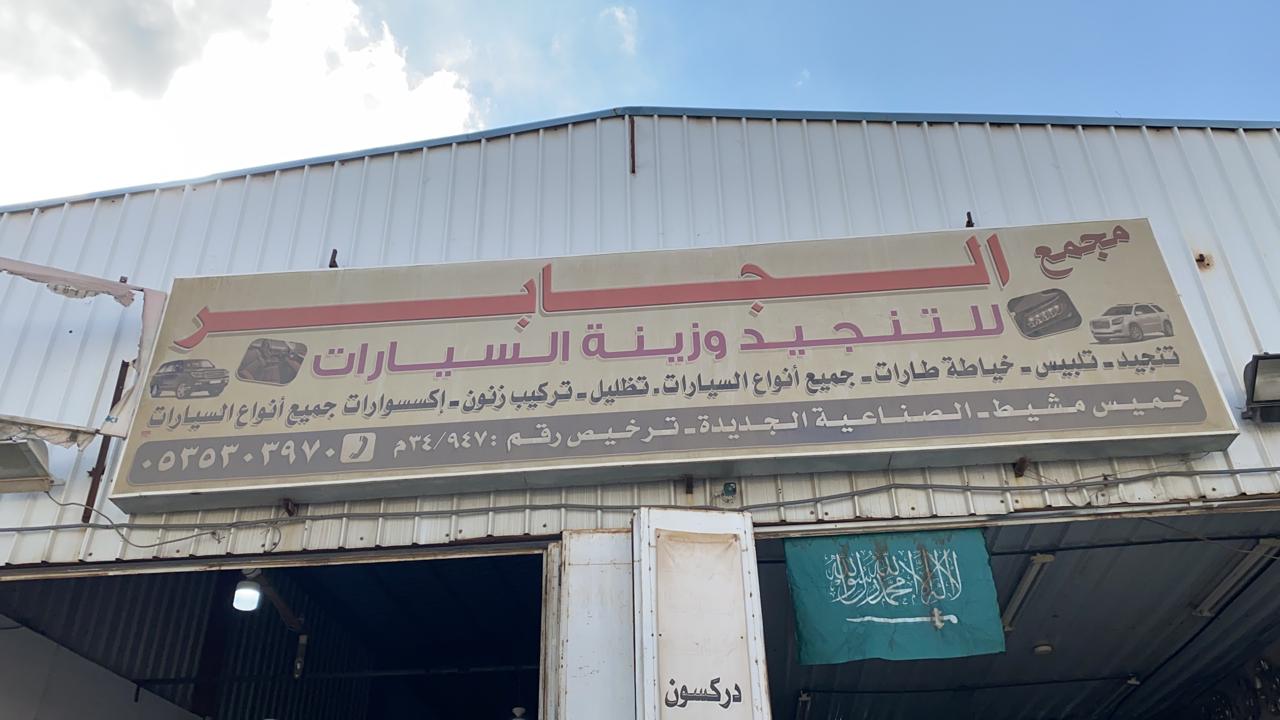 مجمع
الجابر
للتنجيد وزينة السيارات
تنجيد - تلبيس - خياطة طارات - جميع أنواع السيارات - تظليل - تركيب زنون - إكسسوارات جميع أنواع السيارات
خميس مشيط - الصناعية الجديدة - ترخيص رقم : ٣٤/٩٤٧م ٠٥٣٥٣٠٣٩٧٠
لا إله إلا الله محمد رسول الله
دركسون